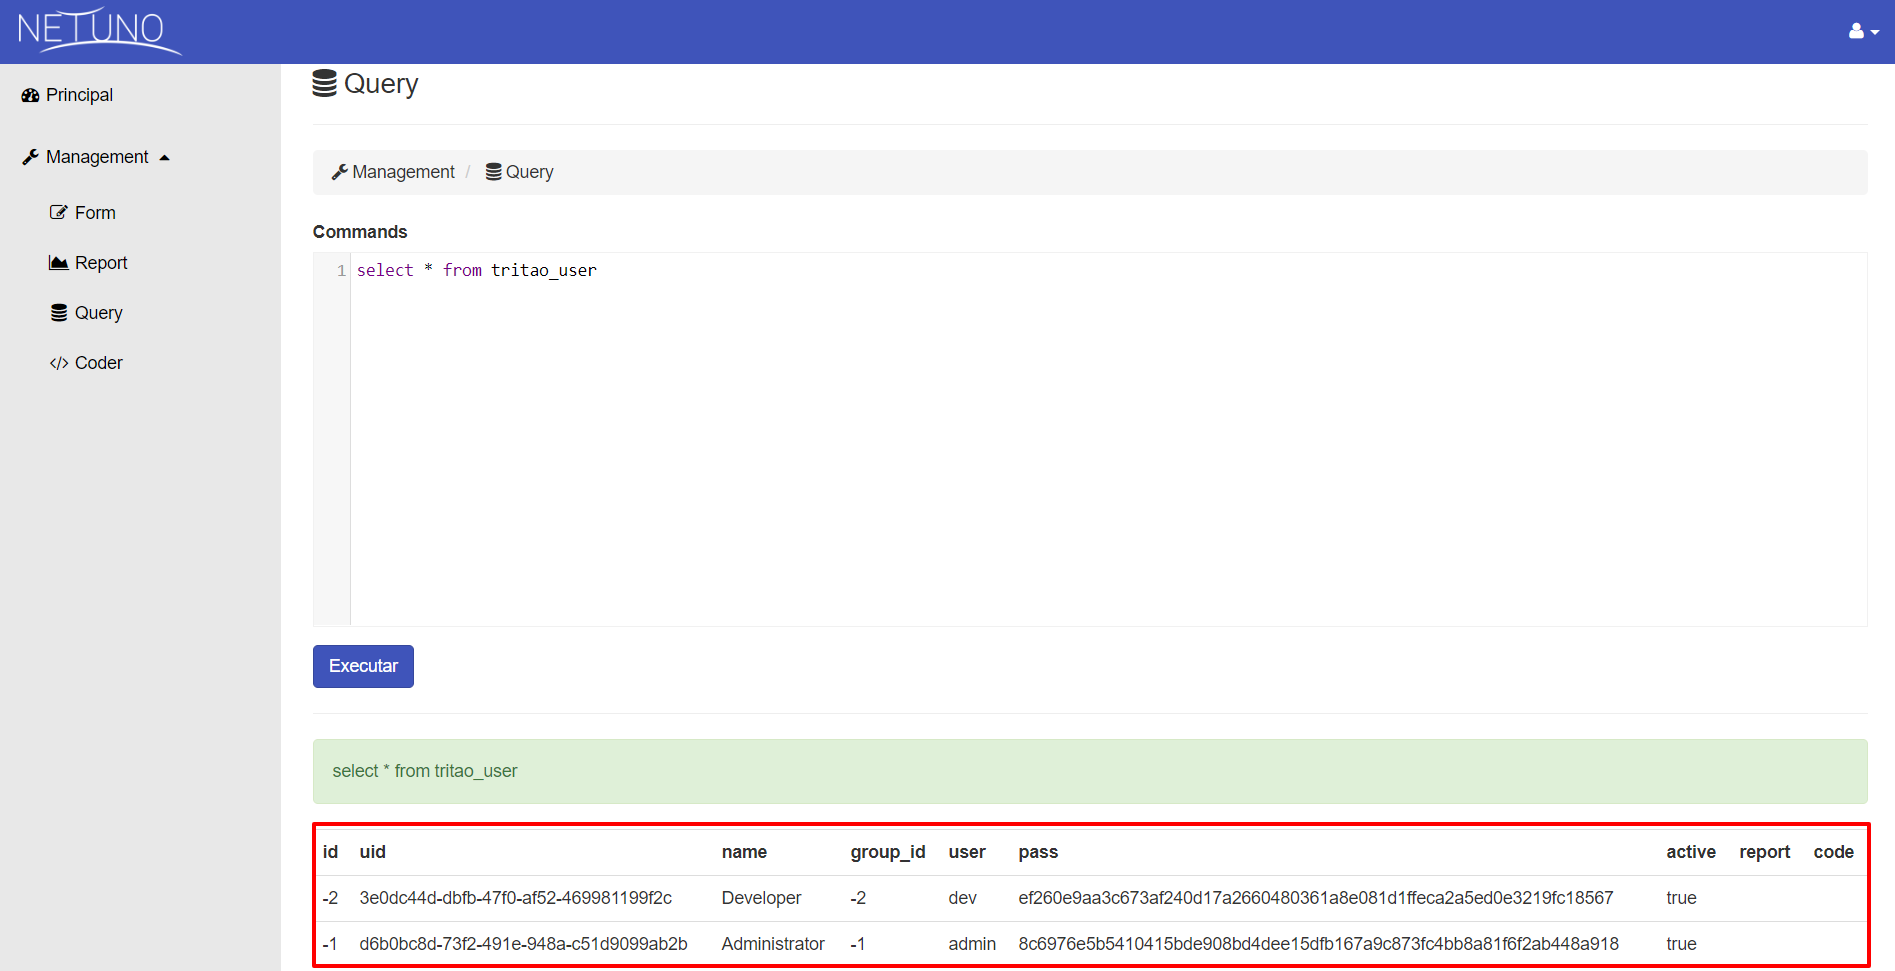 NETUNO
Principal
Management
Form
Report
Query
Coder
Query
Management / Query
Commands
1 select * from tritao_user
Executar
select * from tritao_user
id uid name group_id user pass active report code
-2 3e0dc44d-dbfb-47f0-af52-469981199f2c Developer -2 dev ef260e9aa3c673af240d17a2660480361a8e081d1ffeca2a5ed0e3219fc18567 true
-1 d6b0bc8d-73f2-491e-948a-c51d9099ab2b Administrator -1 admin 8c6976e5b5410415bde908bd4dee15dfb167a9c873fc4bb8a81f6f2ab448a918 true